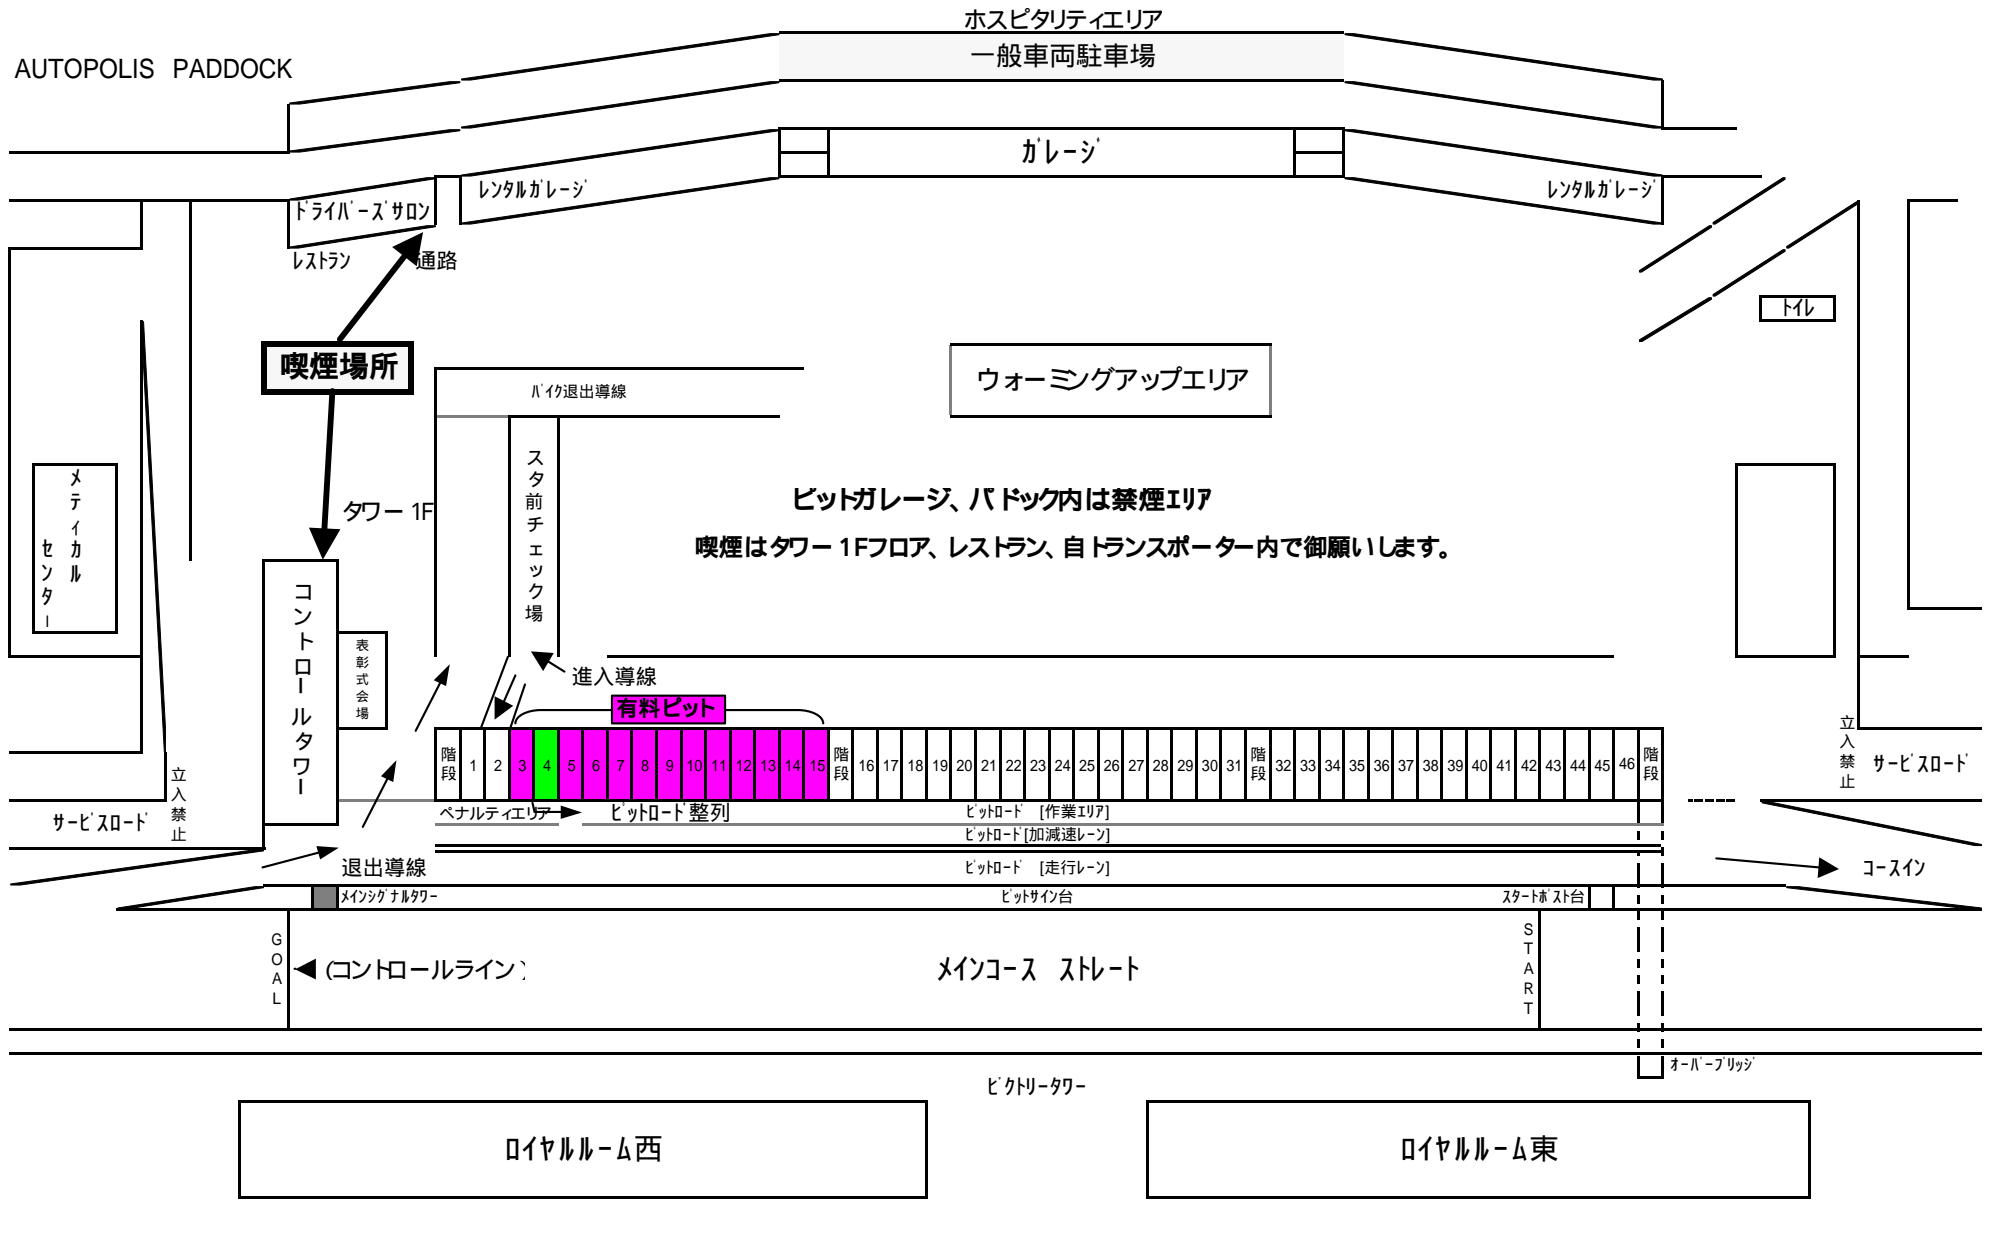 ホスピタリティエリア
一般車両駐車場
AUTOPOLIS PADDOCK
ガレージ
レンタルガレージ
レンタルガレージ
ドライバーズサロン
レストラン
通路
トイレ
喫煙場所
ウォーミングアップエリア
バイク退出導線
スタ前チェック場
メディカル
センター
タワー 1F
ピットガレージ、パドック内は禁煙エリア
喫煙はタワー 1Fフロア、レストラン、自トランスポーター内で御願いします。
コントロールタワー
表彰式会場
進入導線
有料ピット
階段 1 2 3 4 5 6 7 8 9 10 11 12 13 14 15 階段 16 17 18 19 20 21 22 23 24 25 26 27 28 29 30 31 階段 32 33 34 35 36 37 38 39 40 41 42 43 44 45 46 階段
立入禁止
立入禁止
サービスロード
サービスロード
ペナルティエリア
ピットロード整列
ピットロード [作業エリア]
ピットロード[加減速レーン]
退出導線
ピットロード [走行レーン]
コースイン
メインシグナルタワー
ピットサイン台
スタートポスト台
GOAL
(コントロールライン)
メインコース ストレート
START
オーバーブリッジ
ビクトリータワー
ロイヤルルーム西
ロイヤルルーム東